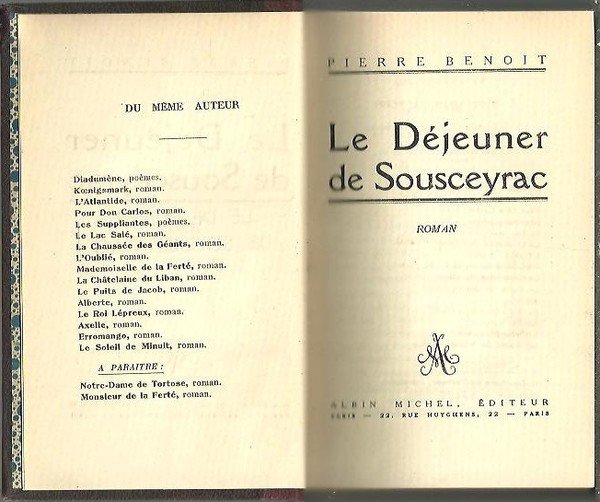 DU MÊME AUTEUR
Diadumène, poèmes.
Kœnigsmark, roman.
L'Atlantide, roman.
Pour Don Carlos, roman.
Les Suppliantes, poèmes.
Le Lac Salé, roman.
La Chaussée des Géants, roman.
L'Oublié, roman.
Mademoiselle de la Ferté, roman.
La Châtelaine du Liban, roman.
Le Puits de Jacob, roman.
Alberte, roman.
Le Roi Lépreux, roman.
Axelle, roman.
Erromango, roman.
Le Soleil de Minuit, roman.
A PARAITRE :
Notre-Dame de Tortose, roman.
Monsieur de la Ferté, roman.
PIERRE BENOIT
Le Déjeuner
de Sousceyrac
ROMAN
AM
ALBIN MICHEL, ÉDITEUR
PARIS — 22, RUE HUYGHENS, 22 — PARIS